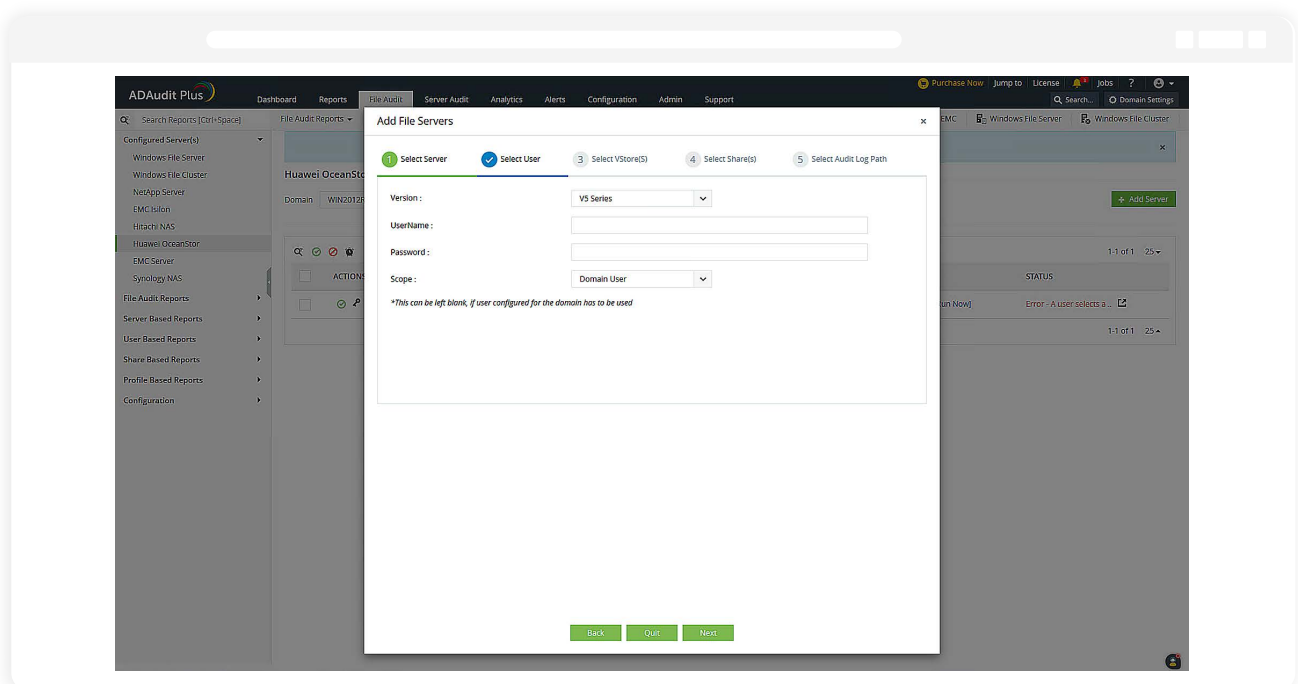 ADAudit Plus
Purchase Now Jump to License 1 Jobs ?
Dashboard Reports File Audit Server Audit Analytics Alerts Configuration Admin Support
Search... Domain Settings
Search Reports [Ctrl+Space]
File Audit Reports
EMC Windows File Server Windows File Cluster
Configured Server(s)
Windows File Server
Windows File Cluster
NetApp Server
EMC Isilon
Hitachi NAS
Huawei OceanStor
EMC Server
Synology NAS
File Audit Reports
Server Based Reports
User Based Reports
Share Based Reports
Profile Based Reports
Configuration
Huawei OceanSto
Domain WIN2012R
Add Server
1-1 of 1 25
ACTIONS STATUS
un Now] Error - A user selects a ..
1-1 of 1 25
Add File Servers ×
1 Select Server Select User 3 Select VStore(S) 4 Select Share(s) 5 Select Audit Log Path
Version : V5 Series
UserName :
Password :
Scope : Domain User
*This can be left blank, if user configured for the domain has to be used
Back Quit Next